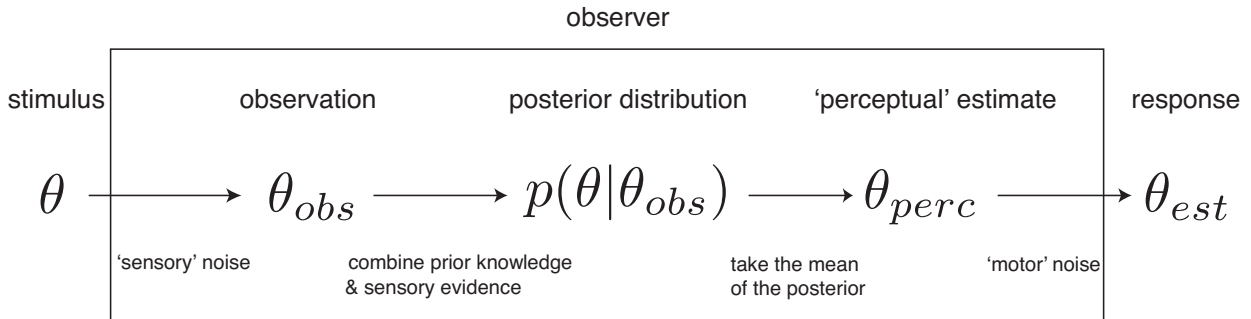 observer
stimulus observation posterior distribution ‘perceptual’ estimate response
θ θ_obs p(θ|θ_obs) θ_perc θ_est
‘sensory’ noise combine prior knowledge take the mean ‘motor’ noise
& sensory evidence of the posterior